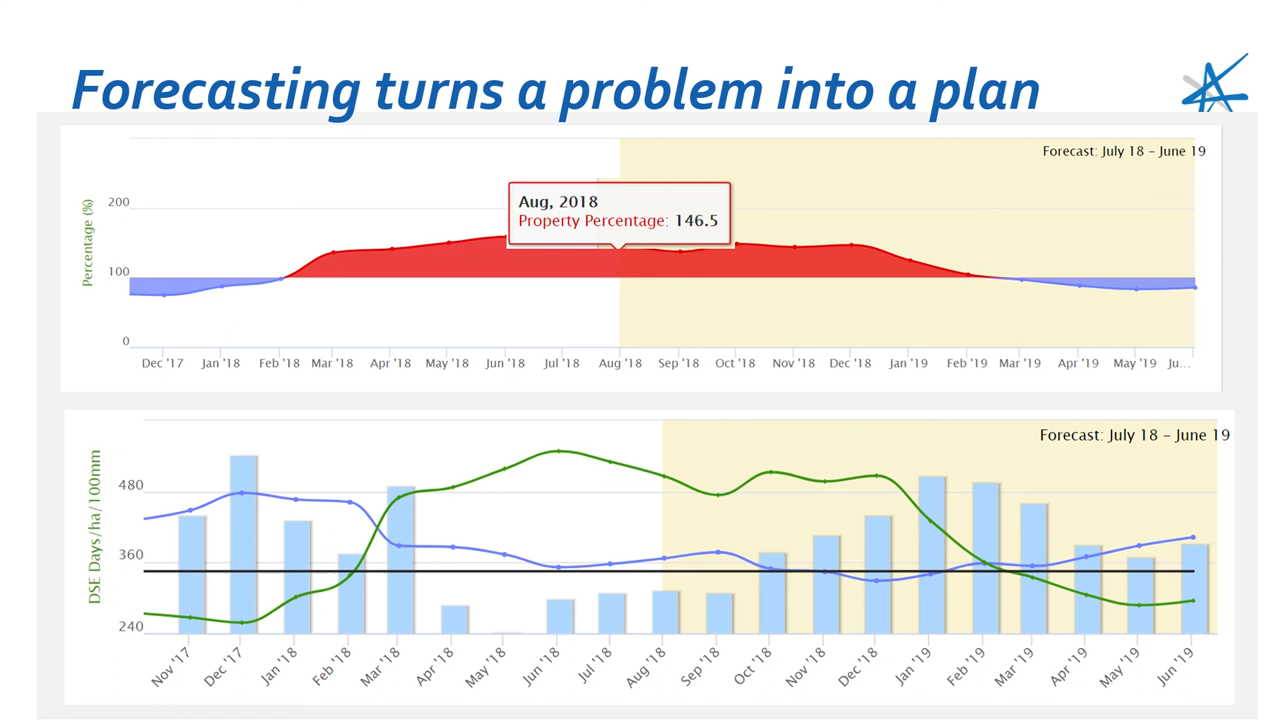 Forecasting turns a problem into a plan
Forecast: July 18 - June 19
Percentage (%)
200
100
0
Aug, 2018
Property Percentage: 146.5
Dec '17 Jan '18 Feb '18 Mar '18 Apr '18 May '18 Jun '18 Jul '18 Aug '18 Sep '18 Oct '18 Nov '18 Dec '18 Jan '19 Feb '19 Mar '19 Apr '19 May '19 Ju...
Forecast: July 18 - June 19
DSE Days/ha/100mm
480
360
240
Nov '17 Dec '17 Jan '18 Feb '18 Mar '18 Apr '18 May '18 Jun '18 Jul '18 Aug '18 Sep '18 Oct '18 Nov '18 Dec '18 Jan '19 Feb '19 Mar '19 Apr '19 May '19 Jun '19